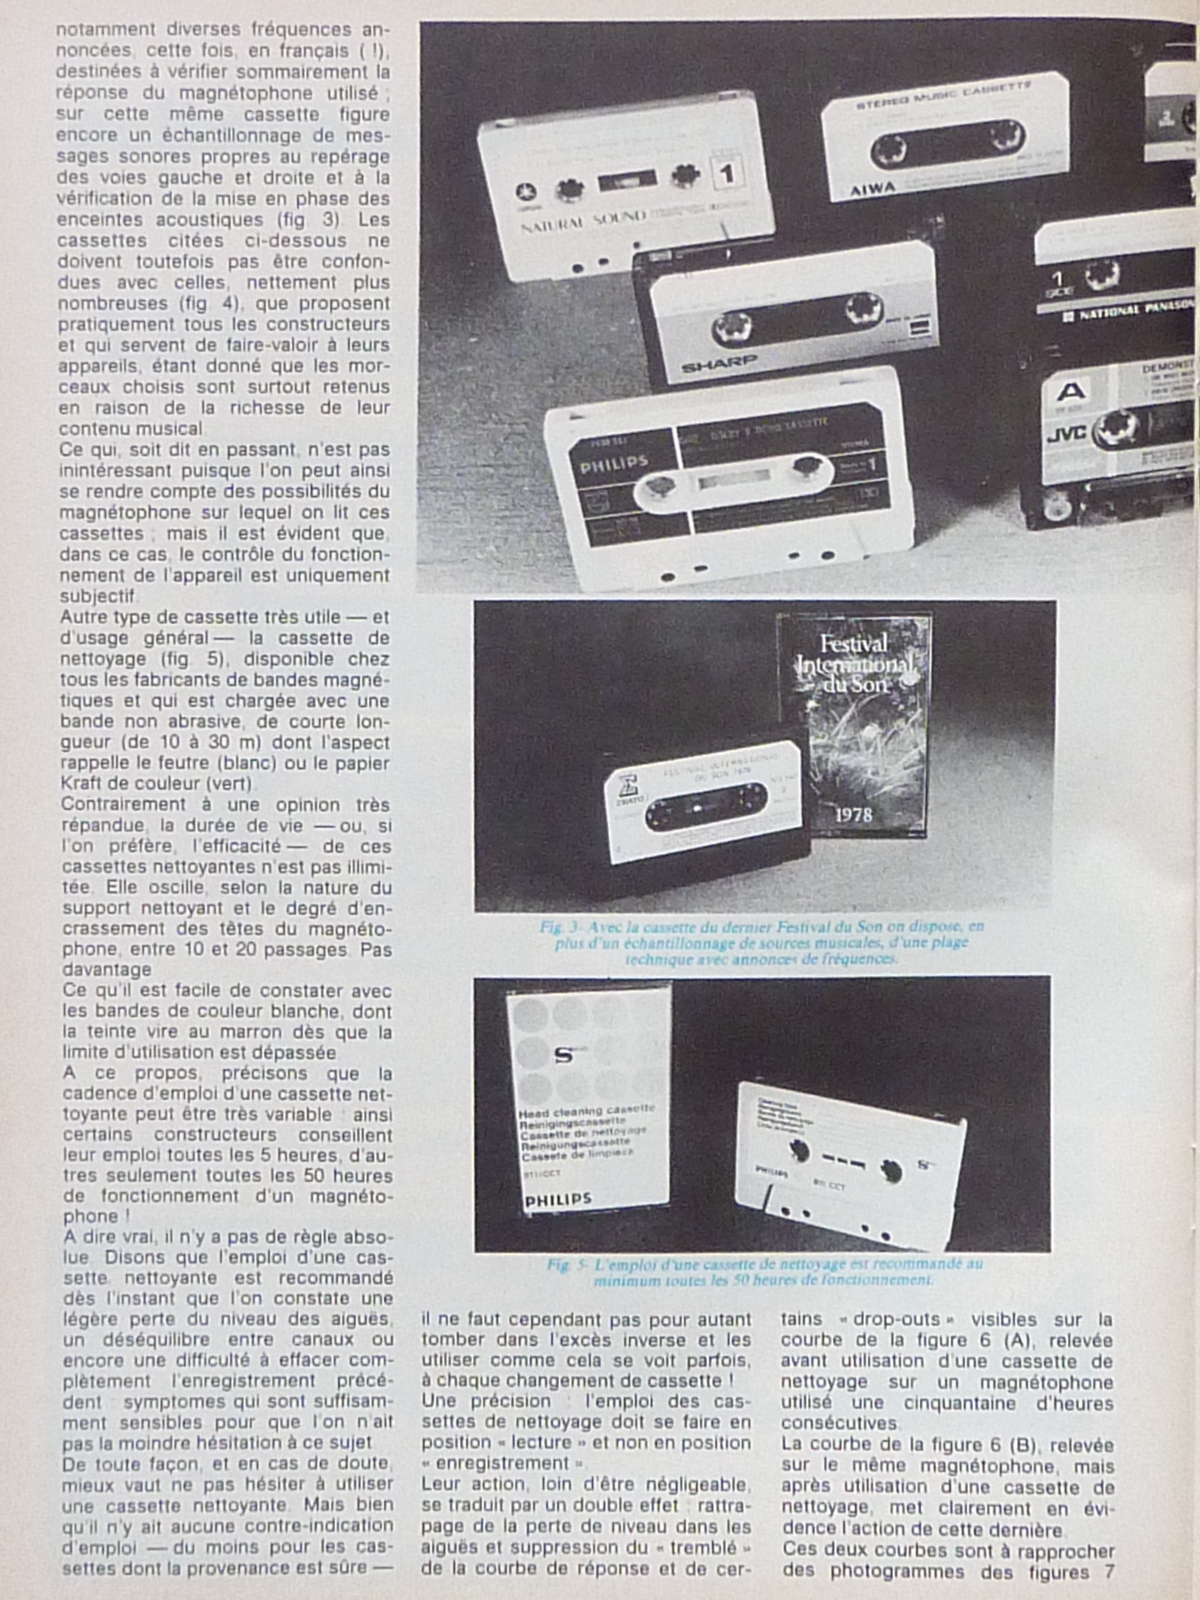 notamment diverses fréquences an-
noncées, cette fois, en français ( !),
destinées à vérifier sommairement la
réponse du magnétophone utilisé ;
sur cette même cassette figure
encore un échantillonnage de mes-
sages sonores propres au repérage
des voies gauche et droite et à la
vérification de la mise en phase des
enceintes acoustiques (fig. 3). Les
cassettes citées ci-dessous ne
doivent toutefois pas être confon-
dues avec celles, nettement plus
nombreuses (fig. 4), que proposent
pratiquement tous les constructeurs
et qui servent de faire-valoir à leurs
appareils, étant donné que les mor-
ceaux choisis sont surtout retenus
en raison de la richesse de leur
contenu musical.
Ce qui, soit dit en passant, n'est pas
inintéressant puisque l'on peut ainsi
se rendre compte des possibilités du
magnétophone sur lequel on lit ces
cassettes ; mais il est évident que,
dans ce cas, le contrôle du fonction-
nement de l'appareil est uniquement
subjectif.
Autre type de cassette très utile — et
d'usage général — la cassette de
nettoyage (fig. 5), disponible chez
tous les fabricants de bandes magné-
tiques et qui est chargée avec une
bande non abrasive, de courte lon-
gueur (de 10 à 30 m) dont l'aspect
rappelle le feutre (blanc) ou le papier
Kraft de couleur (vert).
Contrairement à une opinion très
répandue, la durée de vie — ou, si
l'on préfère, l'efficacité — de ces
cassettes nettoyantes n'est pas illimi-
tée. Elle oscille, selon la nature du
support nettoyant et le degré d'en-
crassement des têtes du magnéto-
phone, entre 10 et 20 passages. Pas
davantage.
Ce qu'il est facile de constater avec
les bandes de couleur blanche, dont
la teinte vire au marron dès que la
limite d'utilisation est dépassée.
A ce propos, précisons que la
cadence d'emploi d'une cassette net-
toyante peut être très variable : ainsi
certains constructeurs conseillent
leur emploi toutes les 5 heures, d'au-
tres seulement toutes les 50 heures
de fonctionnement d'un magnéto-
phone !
A dire vrai, il n'y a pas de règle abso-
lue. Disons que l'emploi d'une cas-
sette nettoyante est recommandé
dès l'instant que l'on constate une
légère perte du niveau des aiguës,
un déséquilibre entre canaux ou
encore une difficulté à effacer com-
plètement l'enregistrement précé-
dent : symptomes qui sont suffisam-
ment sensibles pour que l'on n'ait
pas la moindre hésitation à ce sujet.
De toute façon, et en cas de doute,
mieux vaut ne pas hésiter à utiliser
une cassette nettoyante. Mais bien
qu'il n'y ait aucune contre-indication
d'emploi — du moins pour les cas-
settes dont la provenance est sûre —
1
NATURAL SOUND
STEREO MUSIC CASSETTE
AIWA
SHARP
1
SIDE
NATIONAL PANASON
PHILIPS
DOLBY B DEMO CASSETTE
STEREO
1
A
DEMONST
JVC
Festival
International
du Son
1978
ERATO
FESTIVAL INTERNATIONAL
DU SON 1978
Fig. 3- Avec la cassette du dernier Festival du Son on dispose, en
plus d'un échantillonnage de sources musicales, d'une plage
technique avec annonces de fréquences.
S
Head cleaning cassette
Reinigingscassette
Cassette de nettoyage
Reinigungscassette
Cassete de limpieza
811/CCT
PHILIPS
S
PHILIPS
811 CCT
Fig. 5- L'emploi d'une cassette de nettoyage est recommandé au
minimum toutes les 50 heures de fonctionnement.
il ne faut cependant pas pour autant
tomber dans l'excès inverse et les
utiliser comme cela se voit parfois,
à chaque changement de cassette !
Une précision : l'emploi des cas-
settes de nettoyage doit se faire en
position « lecture » et non en position
« enregistrement ».
Leur action, loin d'être négligeable,
se traduit par un double effet : rattra-
page de la perte de niveau dans les
aiguës et suppression du « tremblé »
de la courbe de réponse et de cer-
tains « drop-outs » visibles sur la
courbe de la figure 6 (A), relevée
avant utilisation d'une cassette de
nettoyage sur un magnétophone
utilisé une cinquantaine d'heures
consécutives.
La courbe de la figure 6 (B), relevée
sur le même magnétophone, mais
après utilisation d'une cassette de
nettoyage, met clairement en évi-
dence l'action de cette dernière.
Ces deux courbes sont à rapprocher
des photogrammes des figures 7